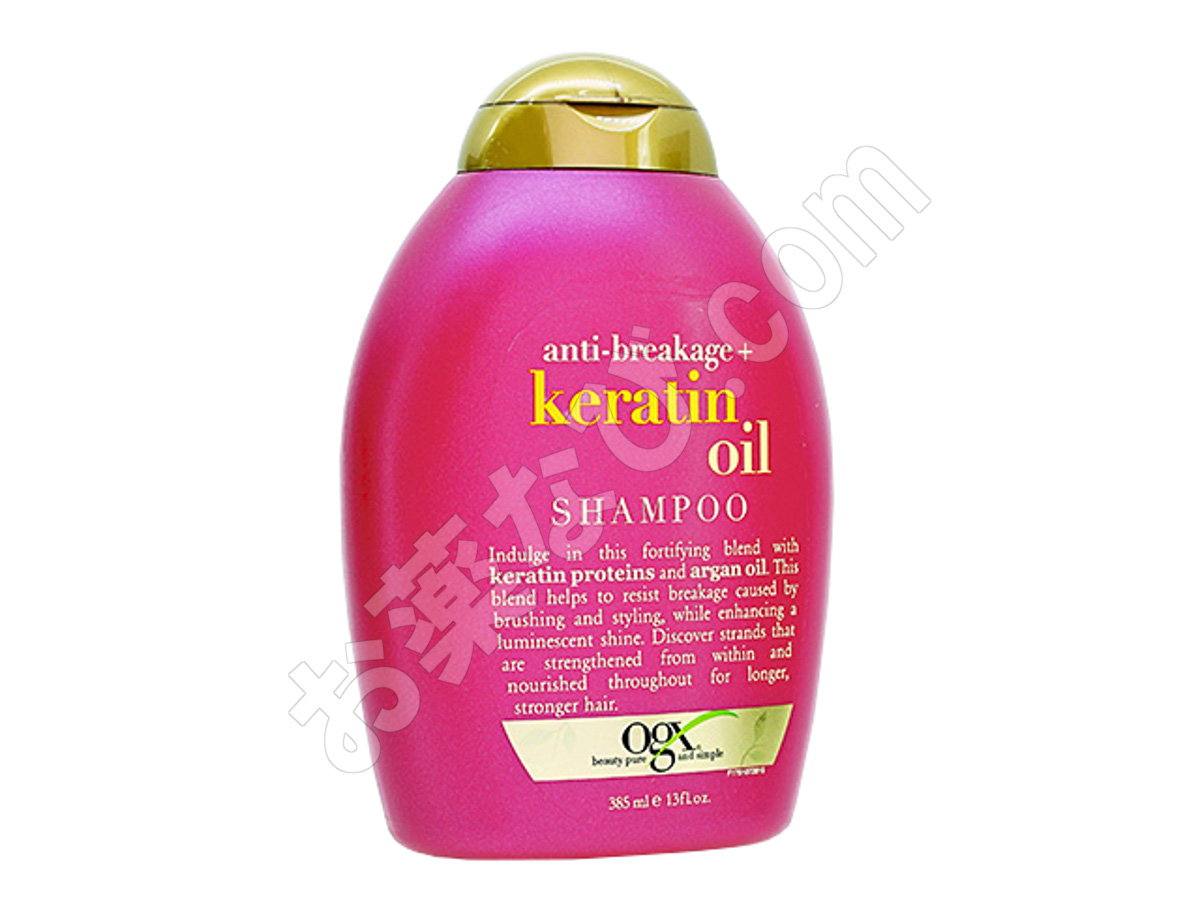 anti-breakage+
keratin
oil
SHAMPOO
Indulge in this fortifying blend with
keratin proteins and argan oil. This
blend helps to resist breakage caused by
brushing and styling, while enhancing a
luminescent shine. Discover strands that
are strengthened from within and
nourished throughout for longer,
stronger hair.
ogx
beauty pure and simple
385 ml e 13fl.oz.
お薬なび.com